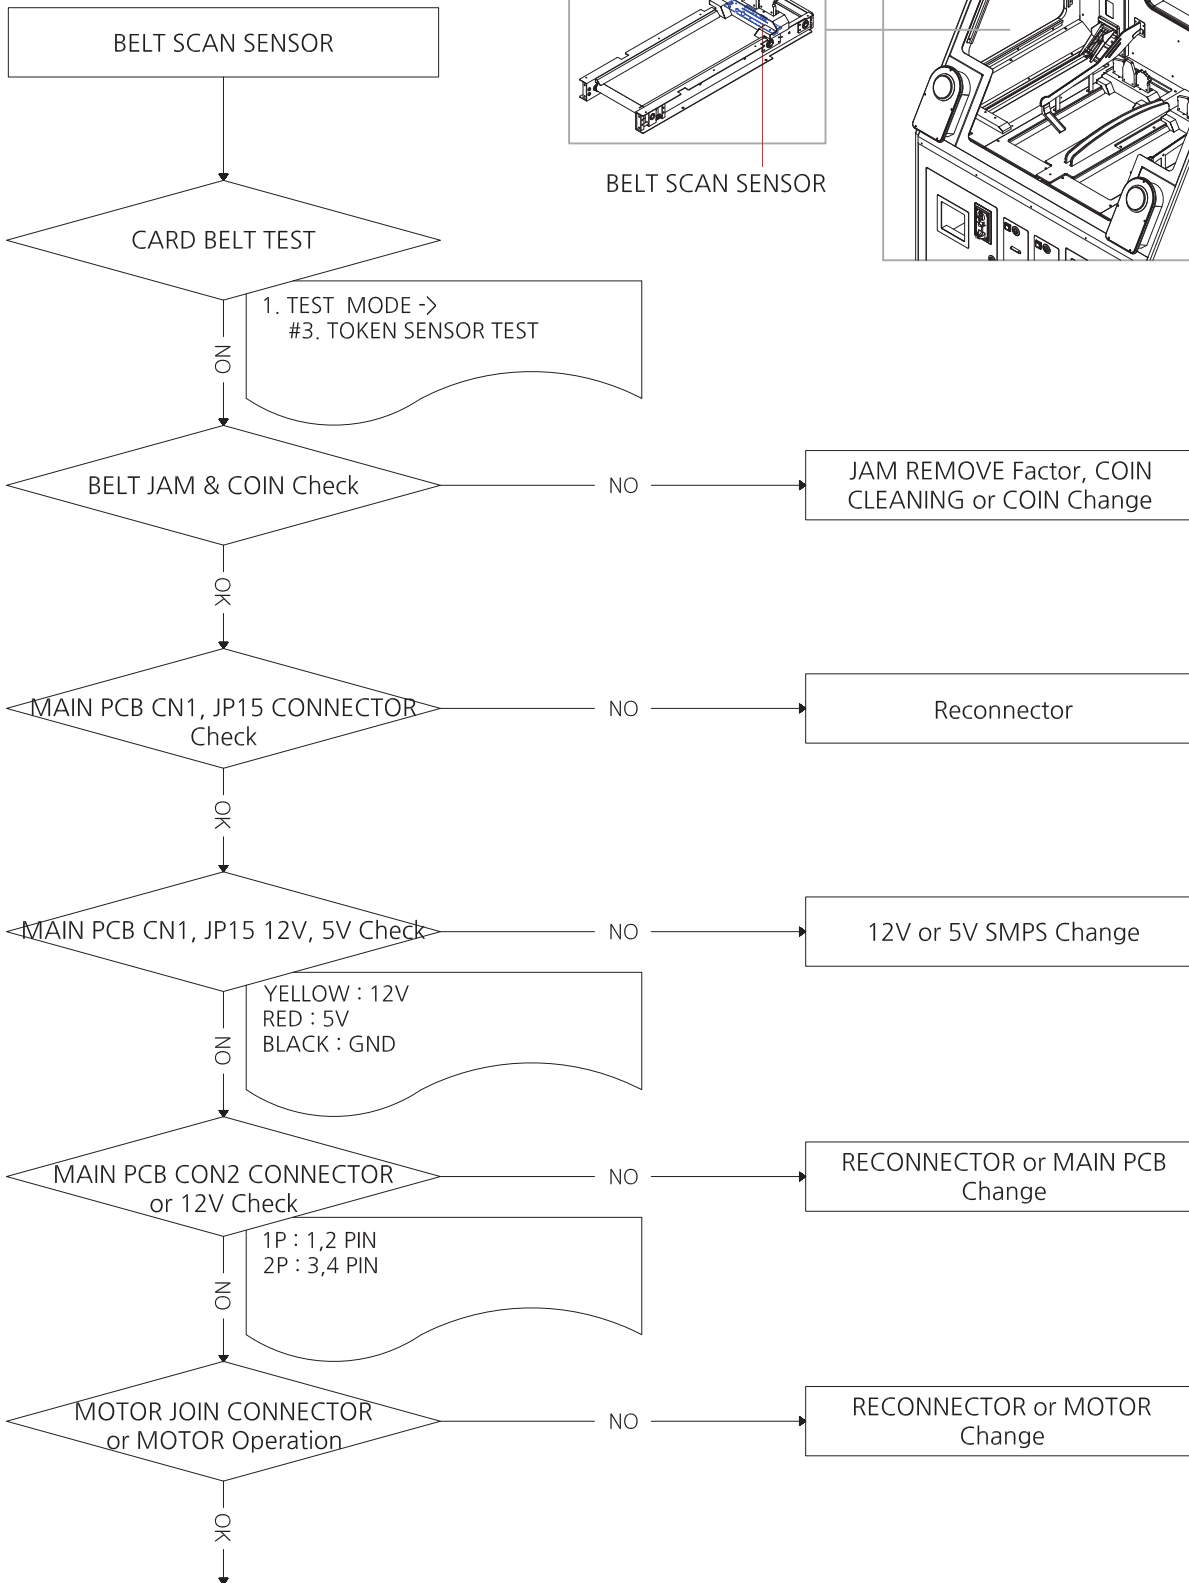 BELT SCAN SENSOR
BELT SCAN SENSOR
CARD BELT TEST
1. TEST MODE ->
#3. TOKEN SENSOR TEST
NO
BELT JAM & COIN Check
NO
JAM REMOVE Factor, COIN
CLEANING or COIN Change
OK
MAIN PCB CN1, JP15 CONNECTOR
Check
NO
Reconnector
OK
MAIN PCB CN1, JP15 12V, 5V Check
NO
12V or 5V SMPS Change
YELLOW : 12V
RED : 5V
BLACK : GND
NO
MAIN PCB CON2 CONNECTOR
or 12V Check
NO
RECONNECTOR or MAIN PCB
Change
1P : 1,2 PIN
2P : 3,4 PIN
NO
MOTOR JOIN CONNECTOR
or MOTOR Operation
NO
RECONNECTOR or MOTOR
Change
OK